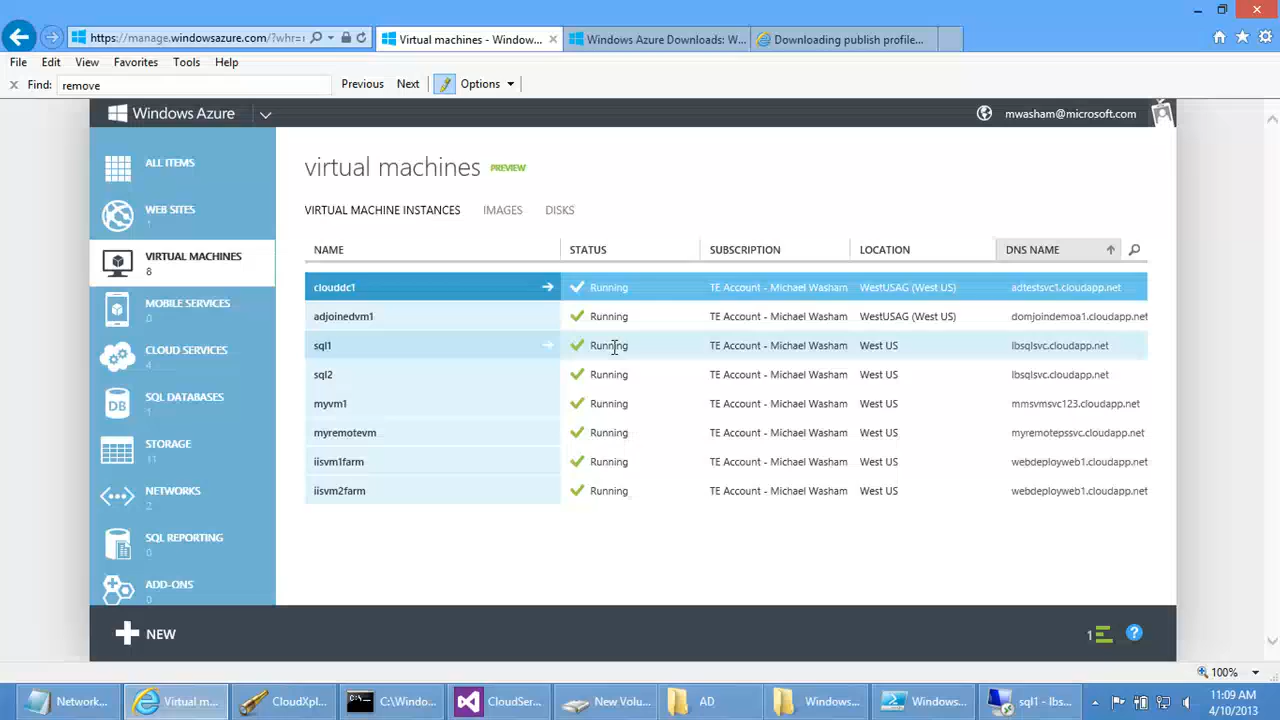 https://manage.windowsazure.com/?whr=
Virtual machines - Window...
Windows Azure Downloads: W...
Downloading publish profile...
File Edit View Favorites Tools Help
Find: remove Previous Next Options
Windows Azure mwasham@microsoft.com
ALL ITEMS
WEB SITES
1
VIRTUAL MACHINES
8
MOBILE SERVICES
0
CLOUD SERVICES
4
SQL DATABASES
1
STORAGE
11
NETWORKS
2
SQL REPORTING
0
ADD-ONS
0
virtual machines PREVIEW
VIRTUAL MACHINE INSTANCES IMAGES DISKS
NAME STATUS SUBSCRIPTION LOCATION DNS NAME
clouddc1 Running TE Account - Michael Washam WestUSAG (West US) adtestsvc1.cloudapp.net
adjoinedvm1 Running TE Account - Michael Washam WestUSAG (West US) domjoindemoa1.cloudapp.net
sql1 Running TE Account - Michael Washam West US lbsqlsvc.cloudapp.net
sql2 Running TE Account - Michael Washam West US lbsqlsvc.cloudapp.net
myvm1 Running TE Account - Michael Washam West US mmsvmsvc123.cloudapp.net
myremotevm Running TE Account - Michael Washam West US myremotepssvc.cloudapp.net
iisvm1farm Running TE Account - Michael Washam West US webdeployweb1.cloudapp.net
iisvm2farm Running TE Account - Michael Washam West US webdeployweb1.cloudapp.net
NEW 1 ?
100%
Network... Virtual m... CloudXpl... C:\Windo... CloudSer... New Volu... AD Windows... Windows... sql1 - lbs...
11:09 AM
4/10/2013